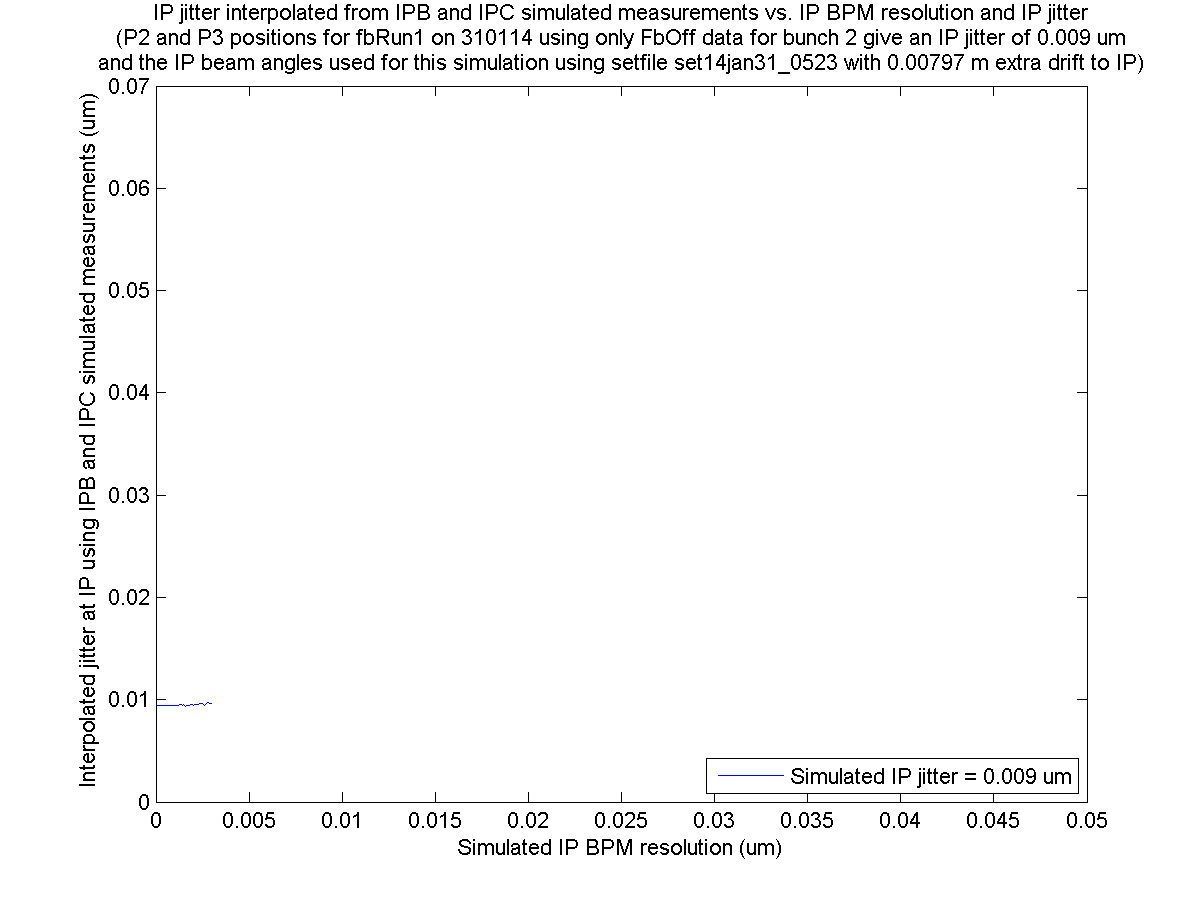 IP jitter interpolated from IPB and IPC simulated measurements vs. IP BPM resolution and IP jitter
(P2 and P3 positions for fbRun1 on 310114 using only FbOff data for bunch 2 give an IP jitter of 0.009 um
and the IP beam angles used for this simulation using setfile set14jan31_0523 with 0.00797 m extra drift to IP)
Interpolated jitter at IP using IPB and IPC simulated measurements (um)
0.07
0.06
0.05
0.04
0.03
0.02
0.01
0
Simulated IP jitter = 0.009 um
0 0.005 0.01 0.015 0.02 0.025 0.03 0.035 0.04 0.045 0.05
Simulated IP BPM resolution (um)